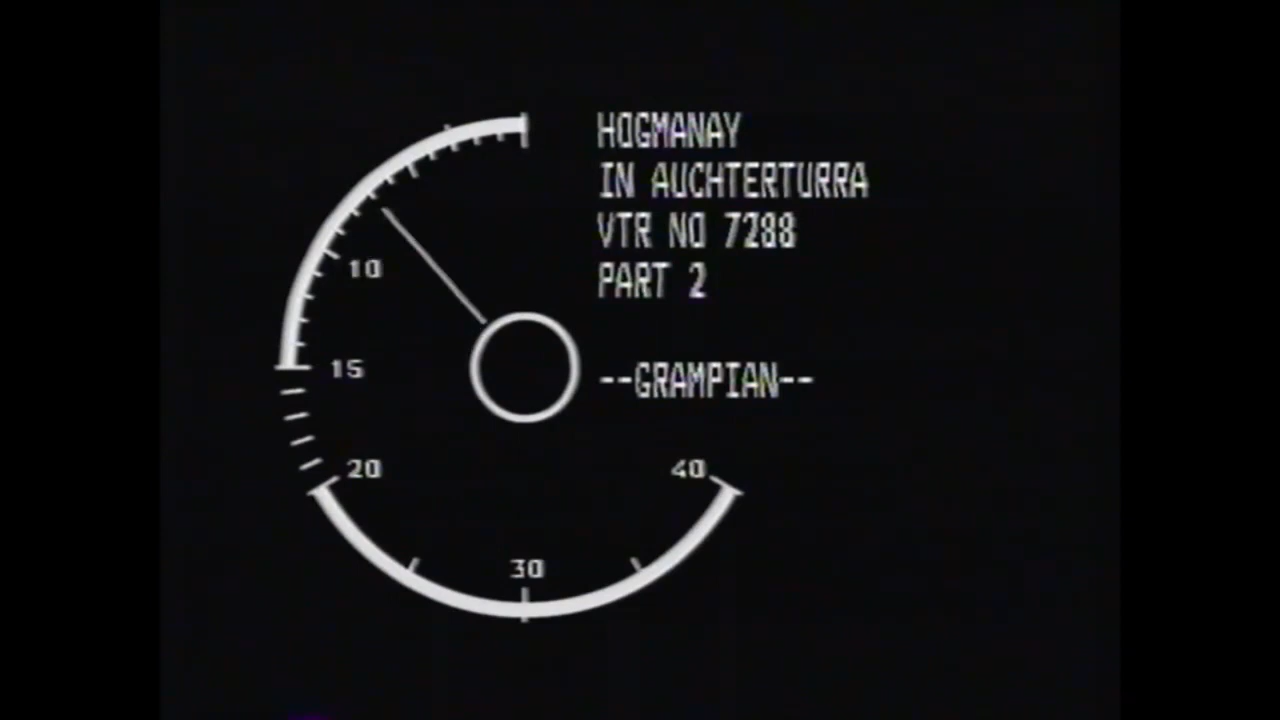 HOGMANAY
IN AUCHTERTURRA
VTR NO 7288
PART 2
10
15
--GRAMPIAN--
20
40
30